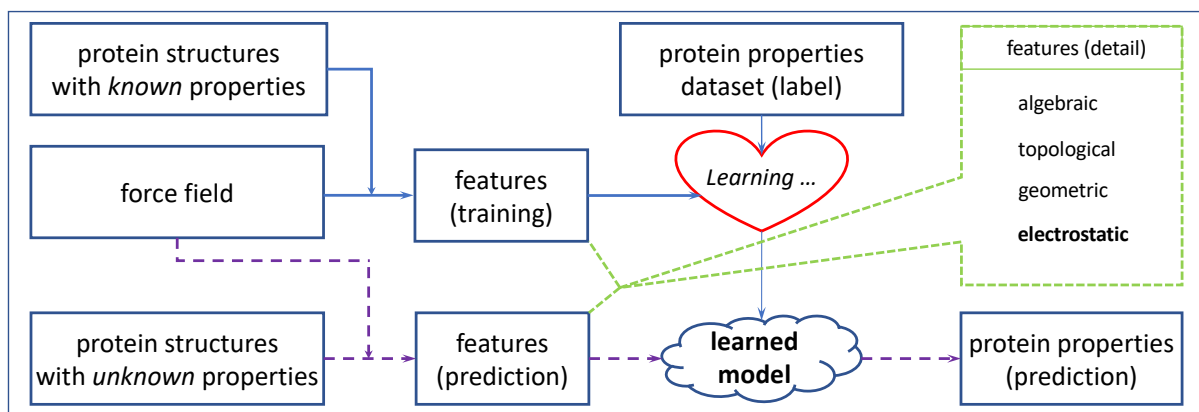 protein structures
with known properties
protein properties
dataset (label)
features (detail)
algebraic
topological
geometric
electrostatic
force field
features
(training)
Learning ...
protein structures
with unknown properties
features
(prediction)
learned
model
protein properties
(prediction)